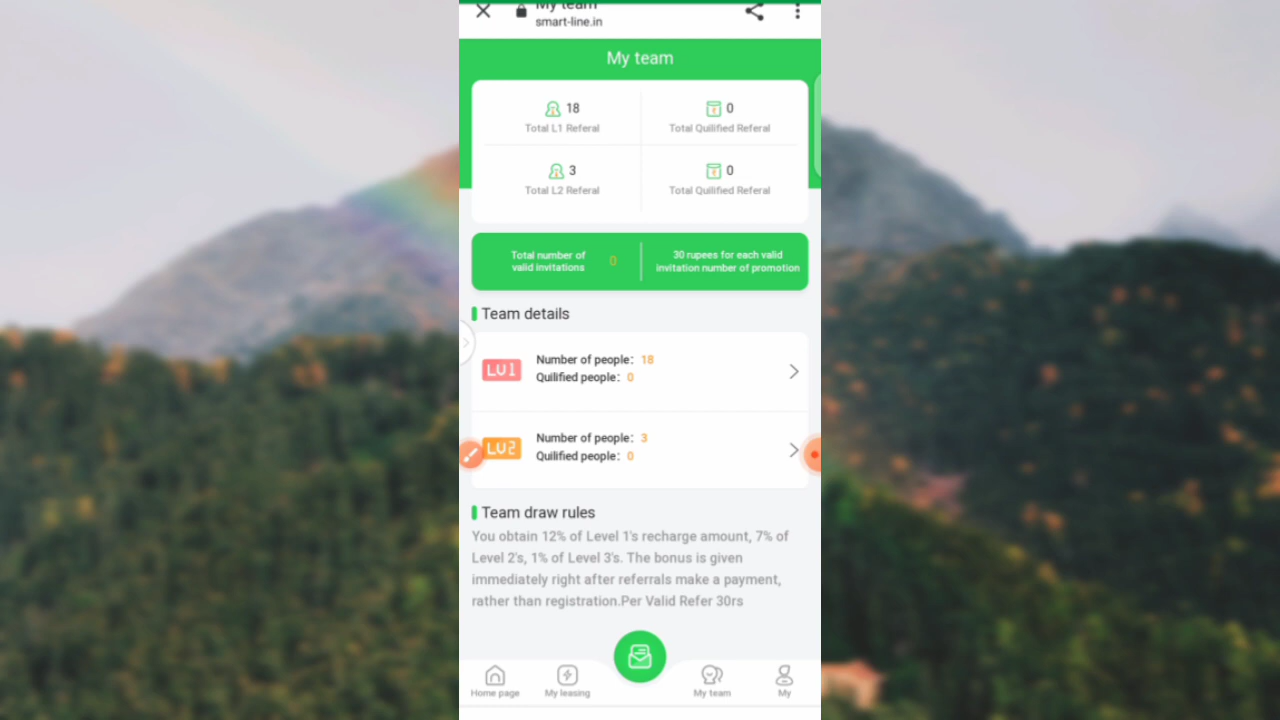 My team
smart-line.in
My team
18
Total L1 Referal
0
Total Quilified Referal
3
Total L2 Referal
0
Total Quilified Referal
Total number of
valid invitations
0
30 rupees for each valid
invitation number of promotion
Team details
LV1
Number of people: 18
Quilified people: 0
LV2
Number of people: 3
Quilified people: 0
Team draw rules
You obtain 12% of Level 1's recharge amount, 7% of
Level 2's, 1% of Level 3's. The bonus is given
immediately right after referrals make a payment,
rather than registration.Per Valid Refer 30rs
Home page
My leasing
My team
My